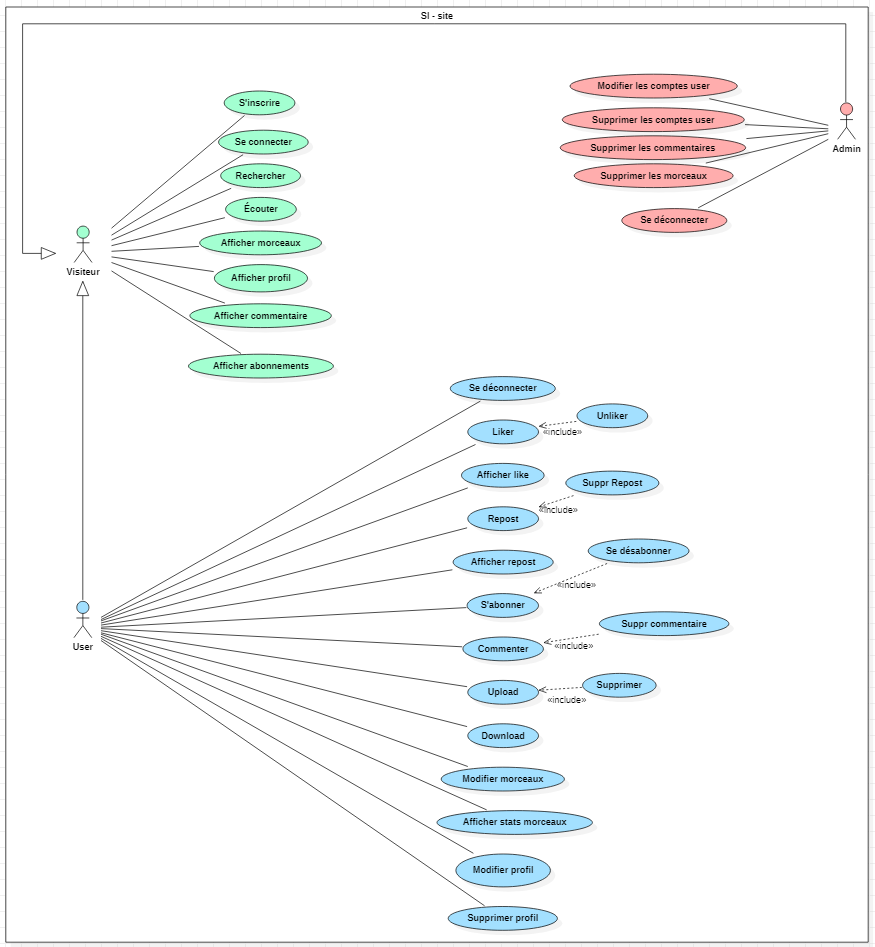 SI - site
S'inscrire
Se connecter
Rechercher
Écouter
Afficher morceaux
Afficher profil
Afficher commentaire
Afficher abonnements
Visiteur
Modifier les comptes user
Supprimer les comptes user
Supprimer les commentaires
Supprimer les morceaux
Se déconnecter
Admin
Se déconnecter
Liker
«include»
Unliker
Afficher like
Repost
«include»
Suppr Repost
Afficher repost
S'abonner
«include»
Se désabonner
Commenter
«include»
Suppr commentaire
Upload
«include»
Supprimer
Download
Modifier morceaux
Afficher stats morceaux
Modifier profil
Supprimer profil
User